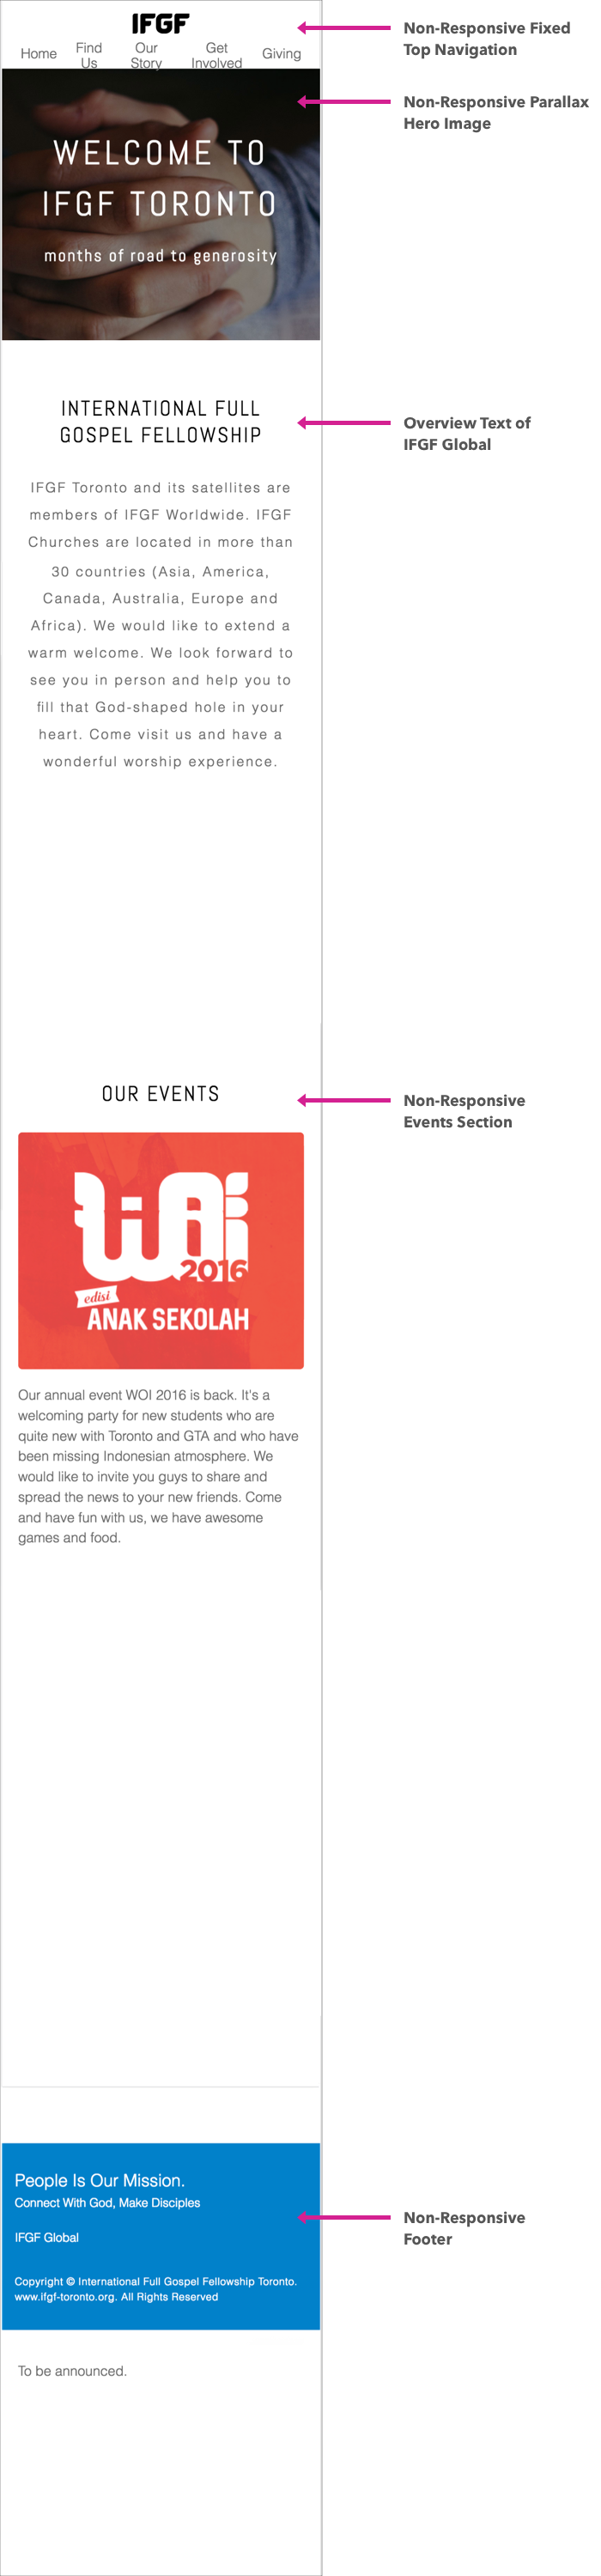 IFGF
Home Find Us Our Story Get Involved Giving
Non-Responsive Fixed
Top Navigation
Non-Responsive Parallax
Hero Image
WELCOME TO
IFGF TORONTO
months of road to generosity
INTERNATIONAL FULL
GOSPEL FELLOWSHIP
Overview Text of
IFGF Global
IFGF Toronto and its satellites are
members of IFGF Worldwide. IFGF
Churches are located in more than
30 countries (Asia, America,
Canada, Australia, Europe and
Africa). We would like to extend a
warm welcome. We look forward to
see you in person and help you to
fill that God-shaped hole in your
heart. Come visit us and have a
wonderful worship experience.
OUR EVENTS
Non-Responsive
Events Section
WOI
2016
edisi
ANAK SEKOLAH
Our annual event WOI 2016 is back. It's a
welcoming party for new students who are
quite new with Toronto and GTA and who have
been missing Indonesian atmosphere. We
would like to invite you guys to share and
spread the news to your new friends. Come
and have fun with us, we have awesome
games and food.
People Is Our Mission.
Connect With God, Make Disciples
IFGF Global
Non-Responsive
Footer
Copyright © International Full Gospel Fellowship Toronto.
www.ifgf-toronto.org. All Rights Reserved
To be announced.